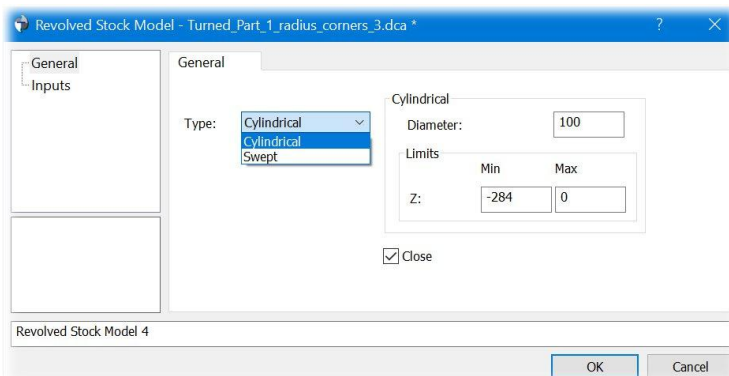 Revolved Stock Model - Turned_Part_1_radius_corners_3.dca * ?
General
Inputs
General
Type: Cylindrical
Cylindrical
Swept
Cylindrical
Diameter: 100
Limits
Min Max
Z: -284 0
Close
Revolved Stock Model 4
OK Cancel